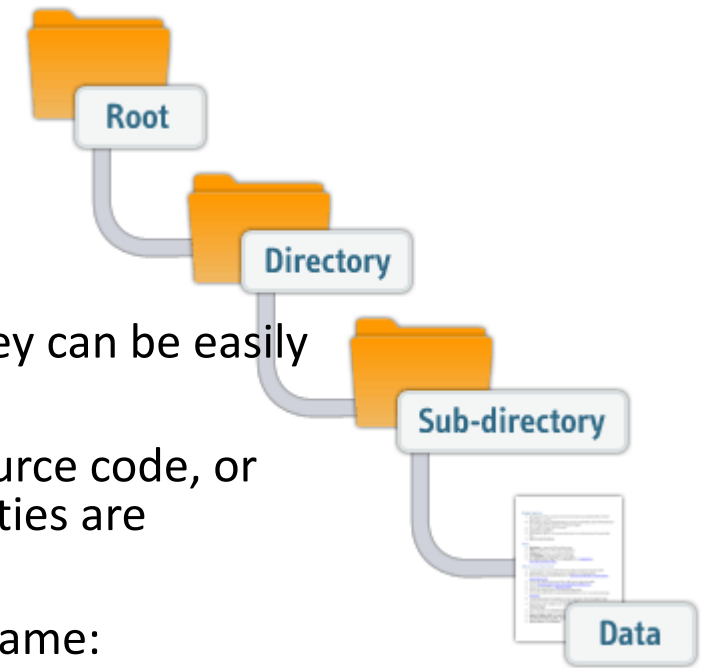 Root
Directory
ey can be easily
Sub-directory
urce code, or
ties are
ame:
Data